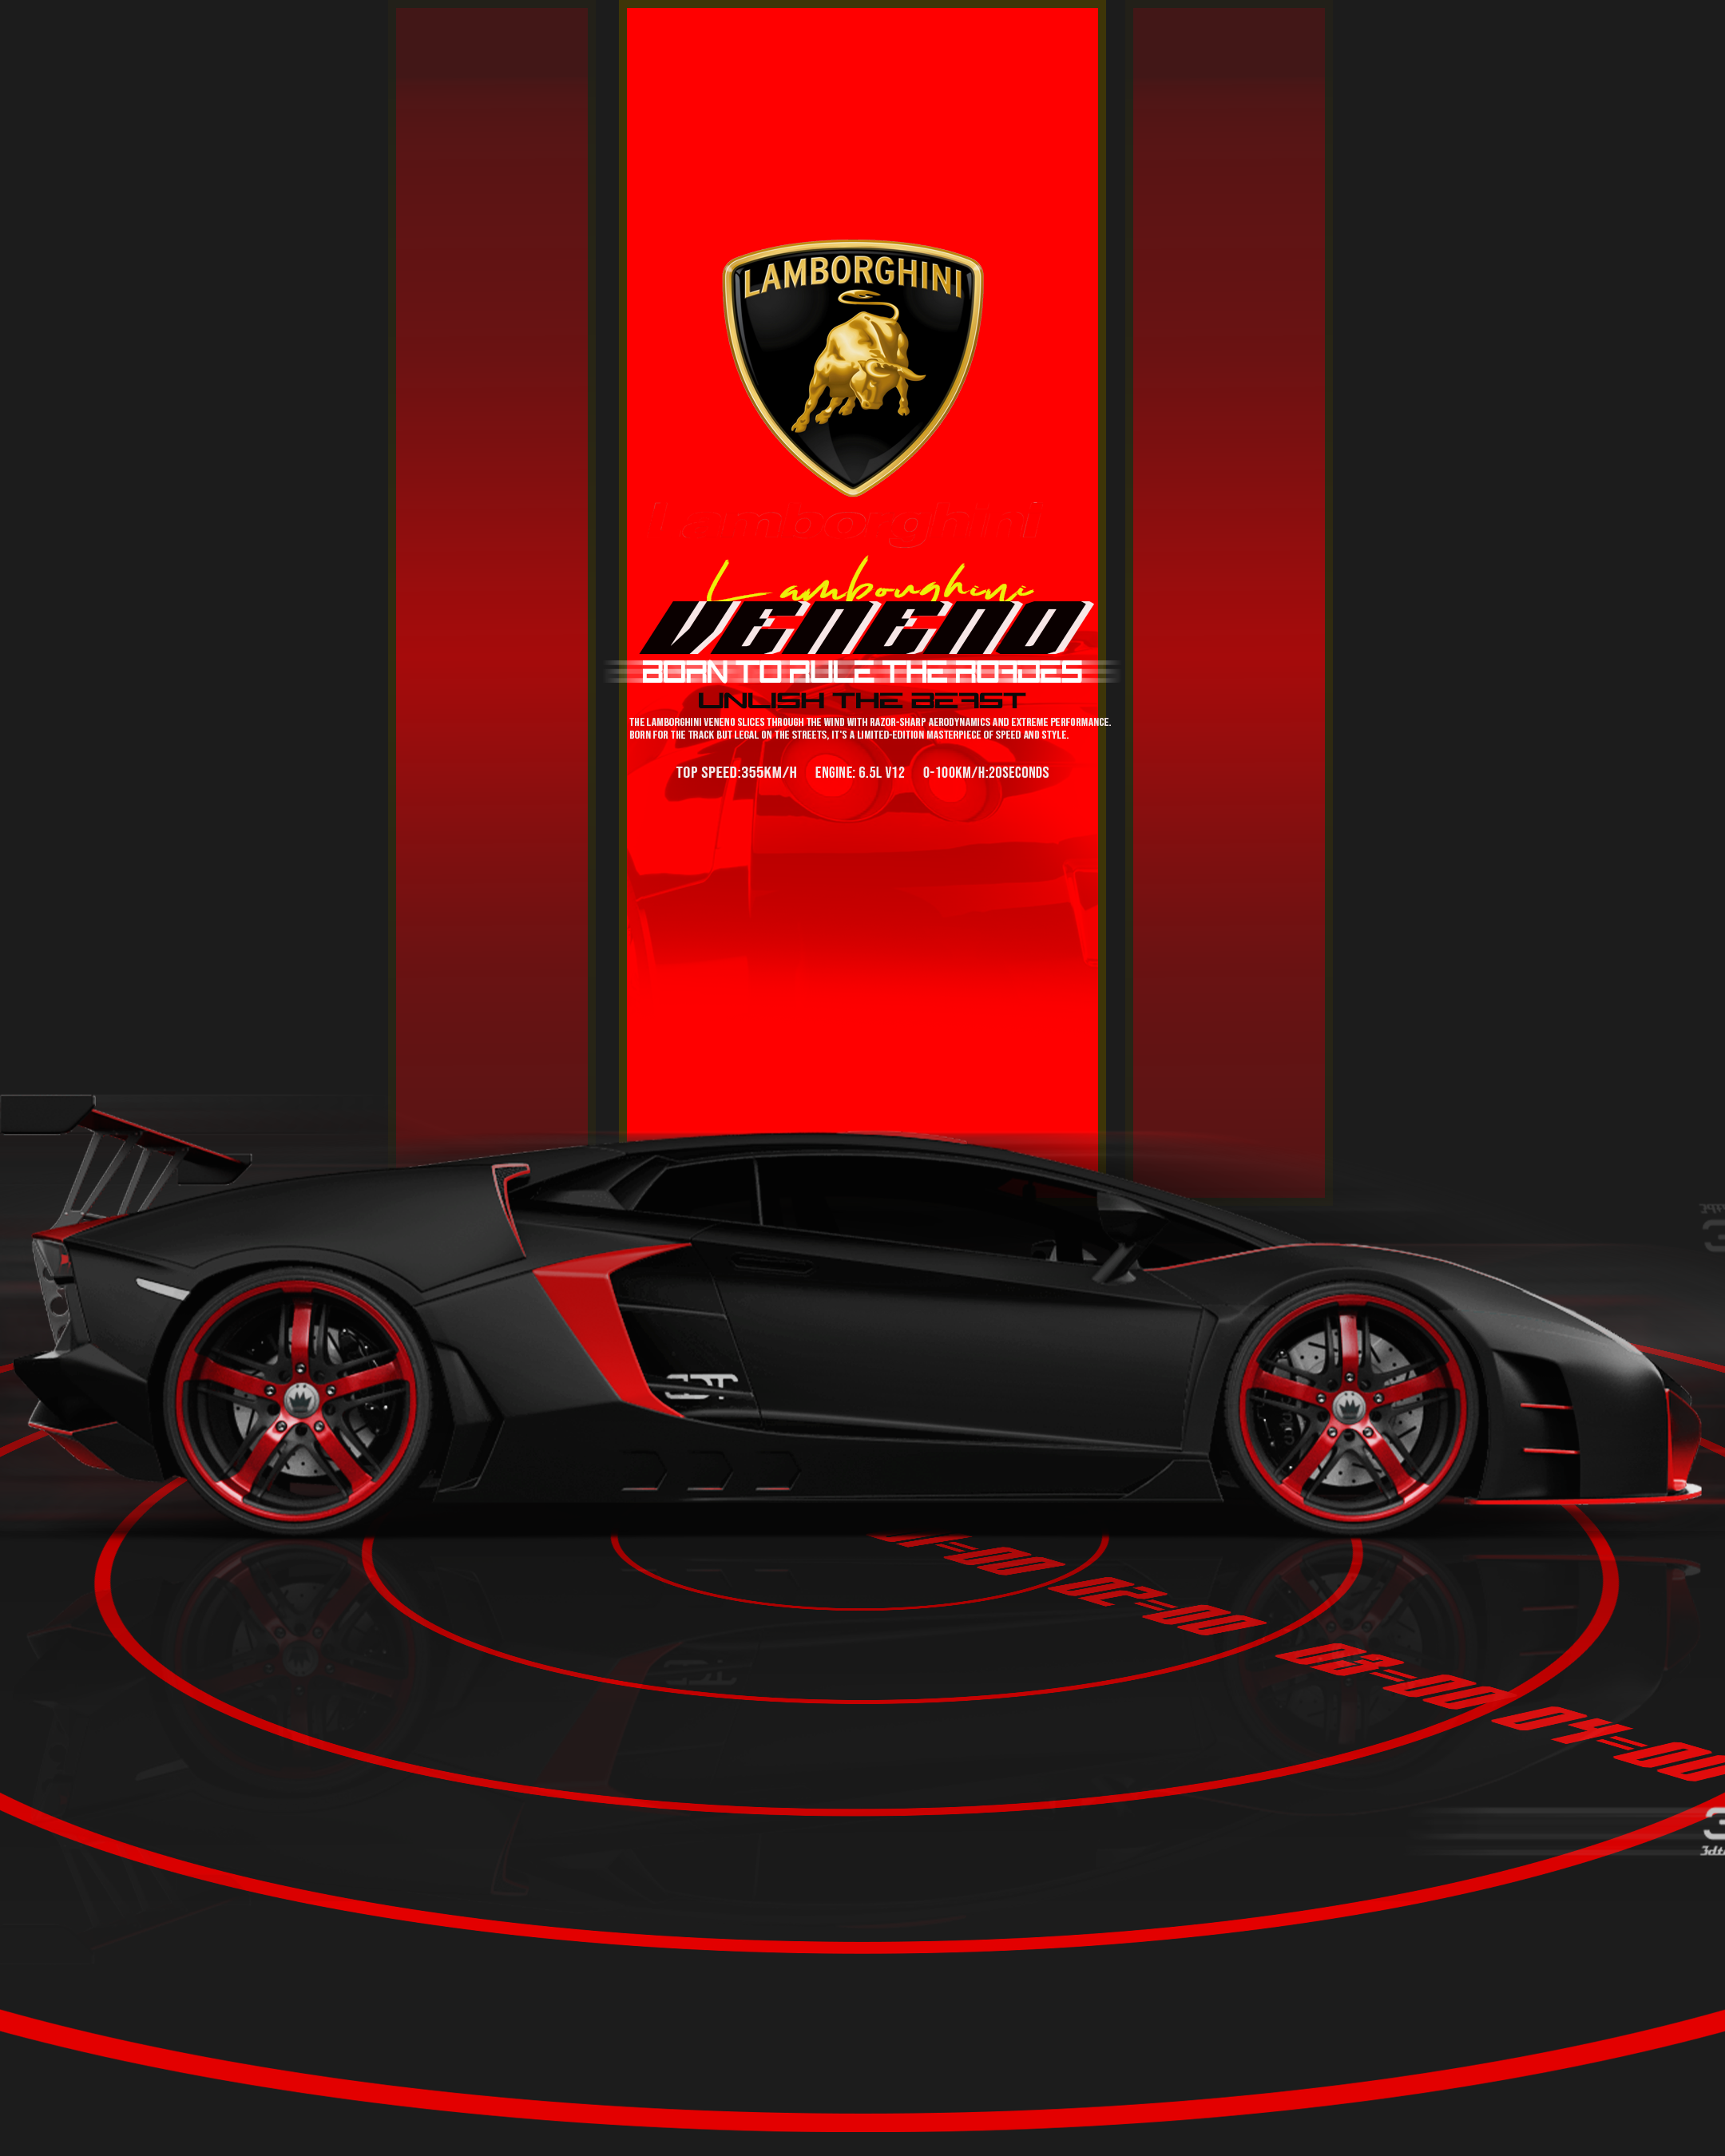 LAMBORGHINI
Lamborghini
Lamborghini
VENENO
BORN TO RULE THE ROADES
UNLISH THE BEAST
THE LAMBORGHINI VENENO SLICES THROUGH THE WIND WITH RAZOR-SHARP AERODYNAMICS AND EXTREME PERFORMANCE.
BORN FOR THE TRACK BUT LEGAL ON THE STREETS, IT'S A LIMITED-EDITION MASTERPIECE OF SPEED AND STYLE.
TOP SPEED:355KM/H ENGINE: 6.5L V12 0-100KM/H:20SECONDS
3DT
02=00
03=00
04=00